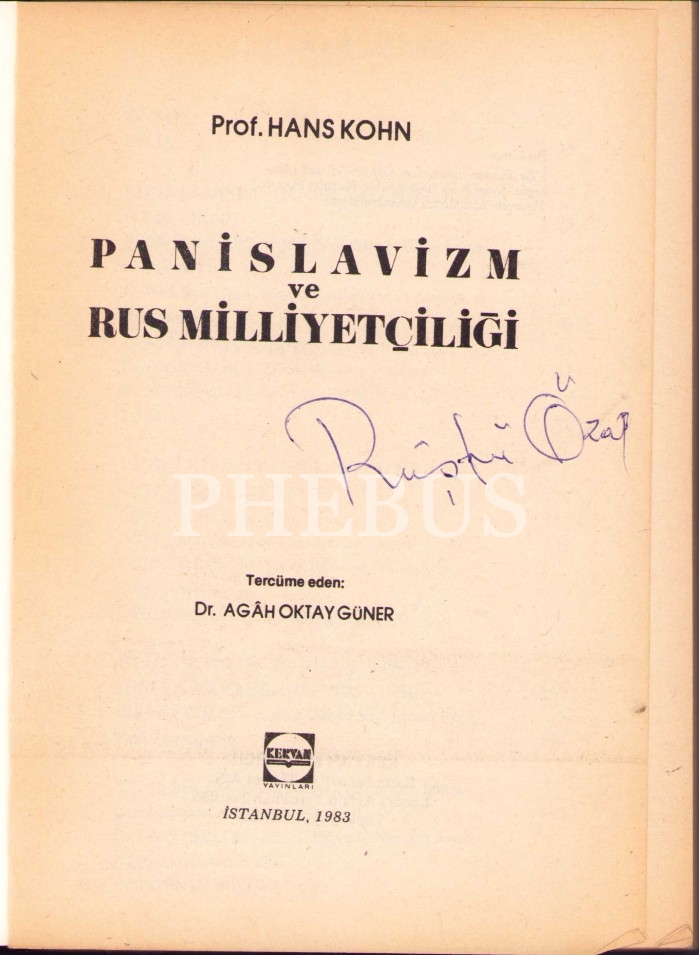 Prof. HANS KOHN
PANİSLAVİZM
ve
RUS MİLLİYETÇİLİĞİ
Rüştü Özal
PHEBUS
Tercüme eden:
Dr. AGÂH OKTAY GÜNER
KERVAN
YAYINLARI
İSTANBUL, 1983